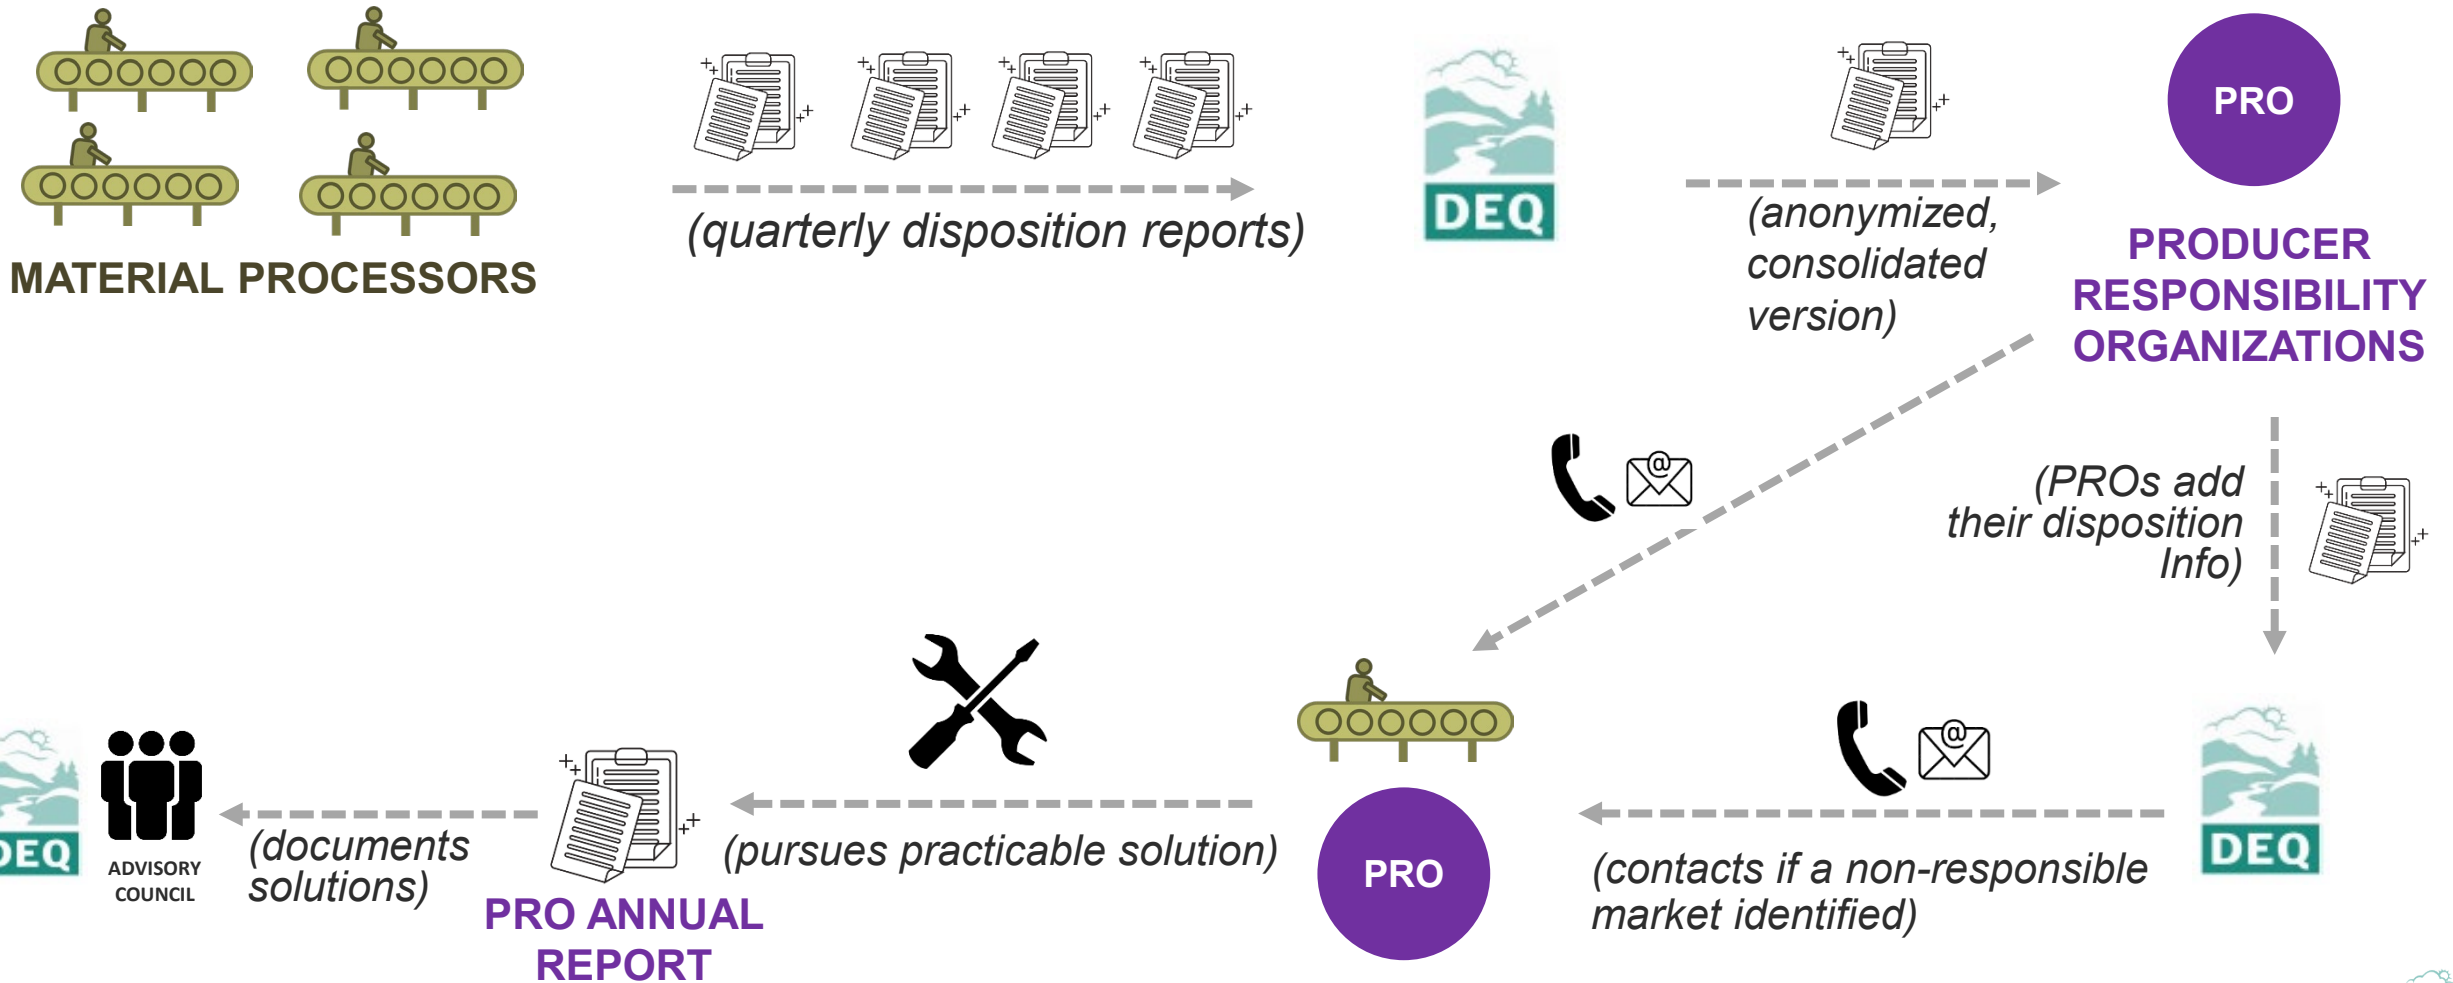 MATERIAL PROCESSORS
(quarterly disposition reports)
DEQ
(anonymized,
consolidated
version)
PRO
PRODUCER
RESPONSIBILITY
ORGANIZATIONS
@
(PROs add
their disposition
Info)
DEQ
@
(contacts if a non-responsible
market identified)
PRO
(pursues practicable solution)
PRO ANNUAL
REPORT
(documents
solutions)
ADVISORY
COUNCIL
DEQ